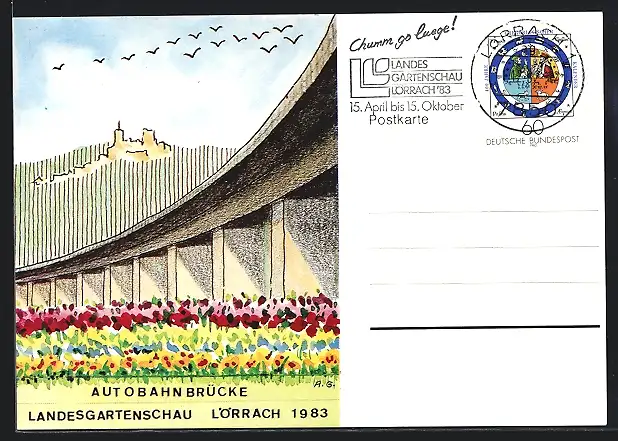 Chumm, go luege!
LANDES
GARTENSCHAU
LÖRRACH '83
15. April bis 15. Oktober
Postkarte
LÖRRACH
60
DEUTSCHE BUNDESPOST
A.G.
AUTOBAHNBRÜCKE
LANDESGARTENSCHAU LÖRRACH 1983